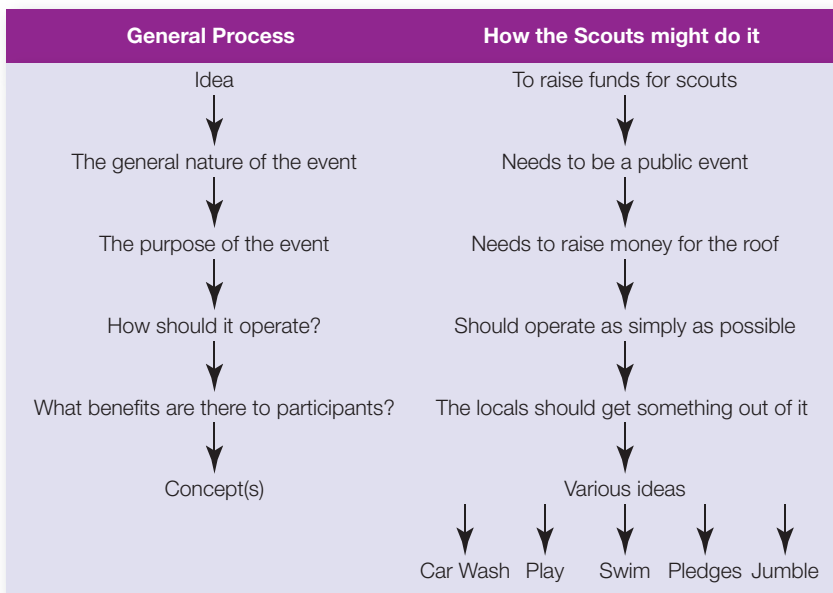 General Process How the Scouts might do it
Idea To raise funds for scouts
The general nature of the event Needs to be a public event
The purpose of the event Needs to raise money for the roof
How should it operate? Should operate as simply as possible
What benefits are there to participants? The locals should get something out of it
Concept(s) Various ideas
Car Wash Play Swim Pledges Jumble